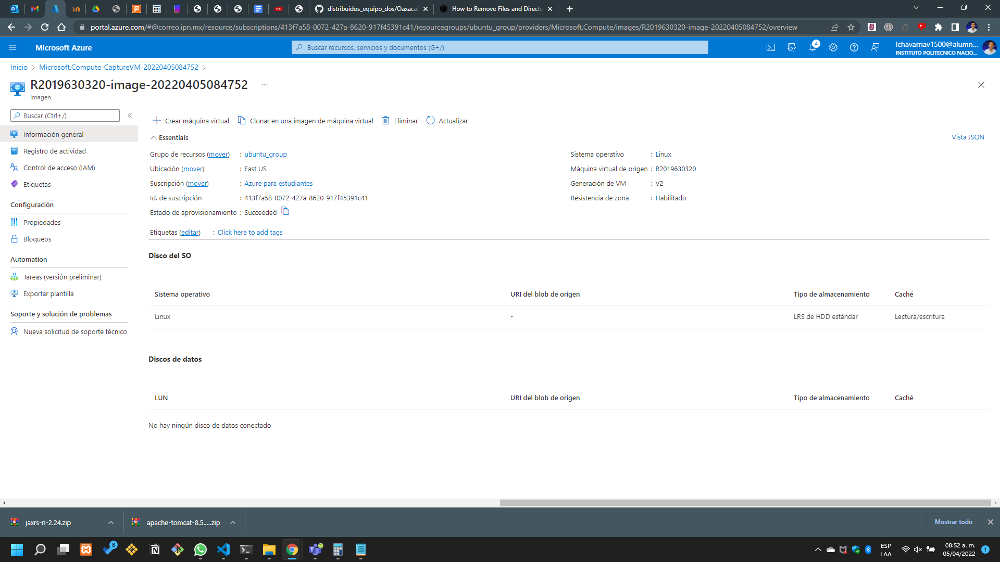 distribuidos_equipo_dos/Oaxaca
How to Remove Files and Directo
portal.azure.com/#@correo.ipn.mx/resource/subscriptions/413f7a58-0072-427a-8620-917f45391c41/resourcegroups/ubuntu_group/providers/Microsoft.Compute/images/R2019630320-image-20220405084752/overview
Microsoft Azure
Buscar recursos, servicios y documentos (G+/)
4
lchavarriav1500@alumn...
INSTITUTO POLITECNICO NACIO...
Inicio > Microsoft.Compute-CaptureVM-20220405084752 >
R2019630320-image-20220405084752 ...
Imagen
Buscar (Ctrl+/)
«
Información general
Registro de actividad
Control de acceso (IAM)
Etiquetas
Configuración
Propiedades
Bloqueos
Automation
Tareas (versión preliminar)
Exportar plantilla
Soporte y solución de problemas
Nueva solicitud de soporte técnico
Crear máquina virtual
Clonar en una imagen de máquina virtual
Eliminar
Actualizar
Essentials
Vista JSON
Grupo de recursos (mover) : ubuntu_group
Ubicación (mover) : East US
Suscripción (mover) : Azure para estudiantes
Id. de suscripción : 413f7a58-0072-427a-8620-917f45391c41
Estado de aprovisionamiento : Succeeded
Sistema operativo : Linux
Máquina virtual de origen : R2019630320
Generación de VM : V2
Resistencia de zona : Habilitado
Etiquetas (editar) : Click here to add tags
Disco del SO
Sistema operativo URI del blob de origen Tipo de almacenamiento Caché
Linux - LRS de HDD estándar Lectura/escritura
Discos de datos
LUN URI del blob de origen Tipo de almacenamiento Caché
No hay ningún disco de datos conectado
jaxrs-ri-2.24.zip
apache-tomcat-8.5.....zip
Mostrar todo
8
ESP
LAA
08:52 a. m.
05/04/2022
1